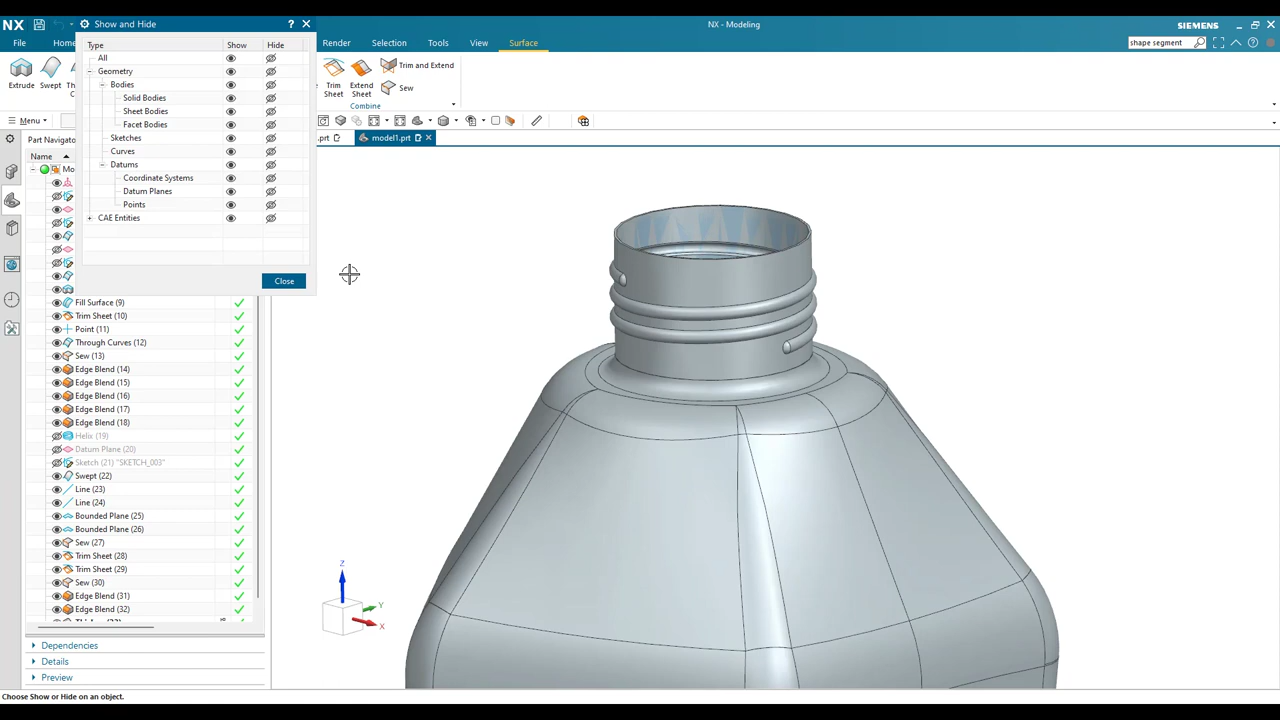 NX
Show and Hide
NX - Modeling
SIEMENS
File
Home
Render
Selection
Tools
View
Surface
shape segment
Extrude
Swept
Trim
Sheet
Extend
Sheet
Trim and Extend
Sew
Combine
Menu
Type
Show
Hide
All
Geometry
Bodies
Solid Bodies
Sheet Bodies
Facet Bodies
Sketches
Curves
Datums
Coordinate Systems
Datum Planes
Points
CAE Entities
Close
.prt
model1.prt
Part Navigator
Name
Fill Surface (9)
Trim Sheet (10)
Point (11)
Through Curves (12)
Sew (13)
Edge Blend (14)
Edge Blend (15)
Edge Blend (16)
Edge Blend (17)
Edge Blend (18)
Helix (19)
Datum Plane (20)
Sketch (21) "SKETCH_003"
Swept (22)
Line (23)
Line (24)
Bounded Plane (25)
Bounded Plane (26)
Sew (27)
Trim Sheet (28)
Trim Sheet (29)
Sew (30)
Edge Blend (31)
Edge Blend (32)
Dependencies
Details
Preview
Z
Y
X
Choose Show or Hide on an object.